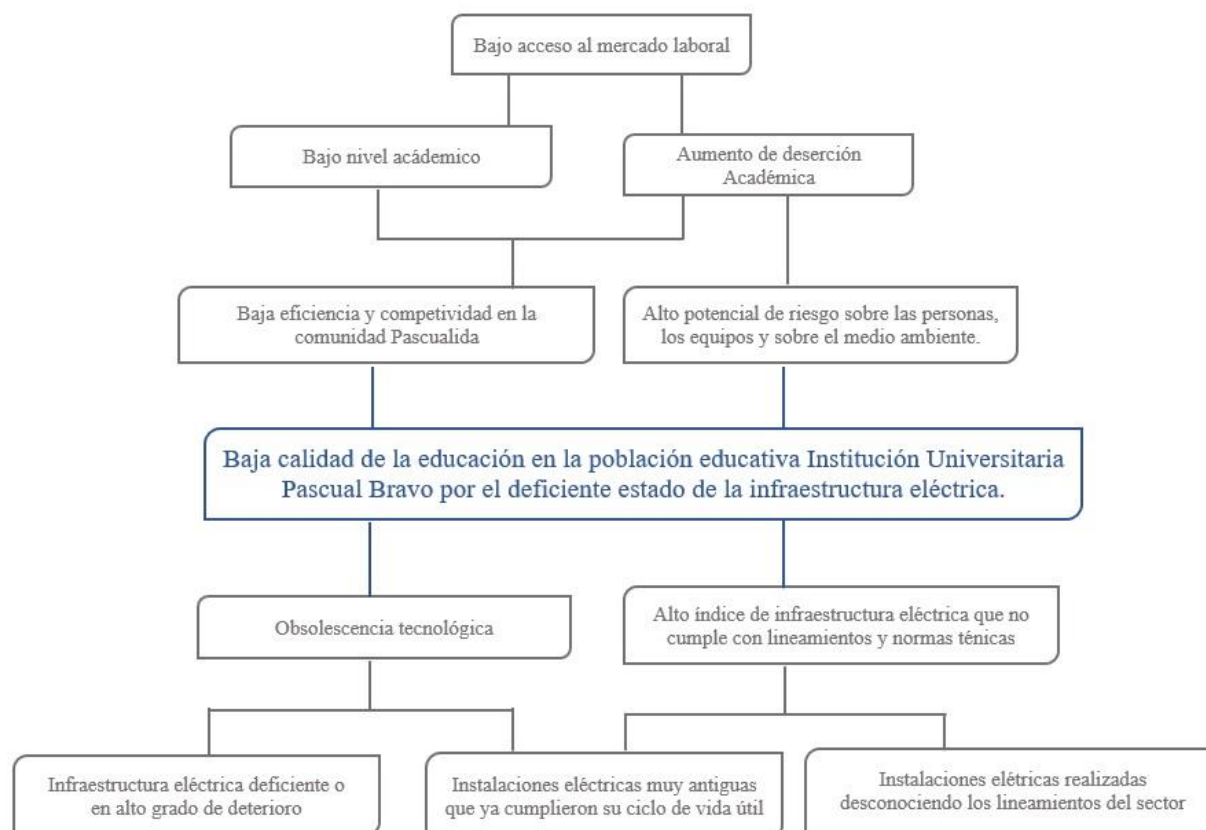 Bajo acceso al mercado laboral
Bajo nivel acádemico
Aumento de deserción
Académica
Baja eficiencia y competividad en la
comunidad Pascualida
Alto potencial de riesgo sobre las personas,
los equipos y sobre el medio ambiente.
Baja calidad de la educación en la población educativa Institución Universitaria
Pascual Bravo por el deficiente estado de la infraestructura eléctrica.
Obsolescencia tecnológica
Alto índice de infraestructura eléctrica que no
cumple con lineamientos y normas ténicas
Infraestructura eléctrica deficiente o
en alto grado de deterioro
Instalaciones eléctricas muy antiguas
que ya cumplieron su ciclo de vida útil
Instalaciones elétricas realizadas
desconociendo los lineamientos del sector